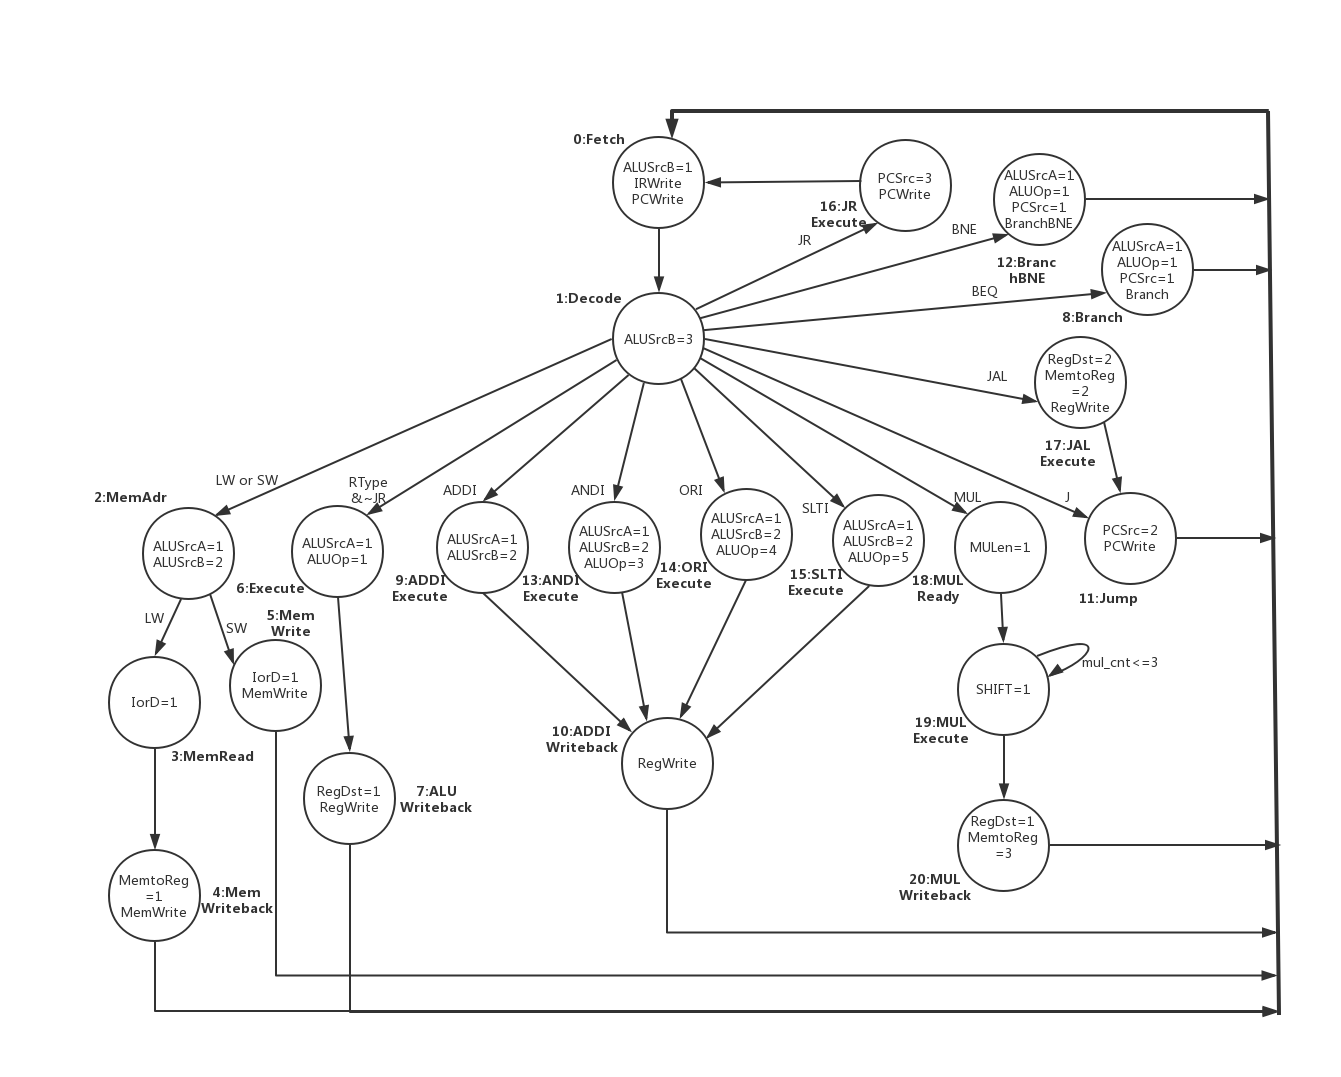 0:Fetch
ALUSrcB=1
IRWrite
PCWrite
PCSrc=3
PCWrite
16:JR
Execute
JR
ALUSrcA=1
ALUOp=1
PCSrc=1
BranchBNE
BNE
12:Branc
hBNE
ALUSrcA=1
ALUOp=1
PCSrc=1
Branch
BEQ
8:Branch
1:Decode
ALUSrcB=3
RegDst=2
MemtoReg
=2
RegWrite
JAL
17:JAL
Execute
LW or SW
2:MemAdr
ALUSrcA=1
ALUSrcB=2
RType
&~JR
ALUSrcA=1
ALUOp=1
6:Execute
ADDI
ALUSrcA=1
ALUSrcB=2
9:ADDI
Execute
ANDI
ALUSrcA=1
ALUSrcB=2
ALUOp=3
13:ANDI
Execute
ORI
ALUSrcA=1
ALUSrcB=2
ALUOp=4
14:ORI
Execute
SLTI
ALUSrcA=1
ALUSrcB=2
ALUOp=5
15:SLTI
Execute
MUL
MULen=1
18:MUL
Ready
J
PCSrc=2
PCWrite
11:Jump
LW
SW
5:Mem
Write
IorD=1
IorD=1
MemWrite
3:MemRead
SHIFT=1
mul_cnt<=3
19:MUL
Execute
10:ADDI
Writeback
RegWrite
RegDst=1
RegWrite
7:ALU
Writeback
RegDst=1
MemtoReg
=3
20:MUL
Writeback
MemtoReg
=1
MemWrite
4:Mem
Writeback